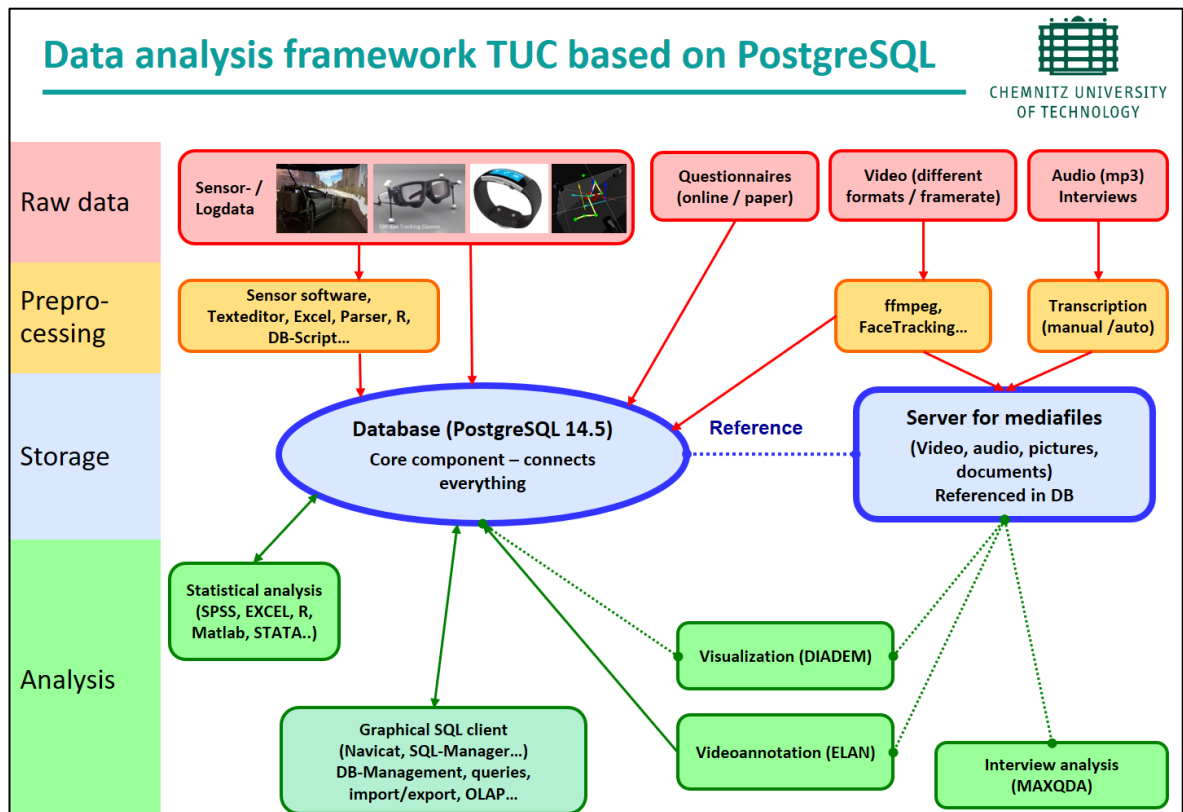 Data analysis framework TUC based on PostgreSQL
CHEMNITZ UNIVERSITY
OF TECHNOLOGY
Raw data
Sensor- /
Logdata
SMI Eye Tracking Glasses
Questionnaires
(online / paper)
Video (different
formats / framerate)
Audio (mp3)
Interviews
Prepro-
cessing
Sensor software,
Texteditor, Excel, Parser, R,
DB-Script...
ffmpeg,
FaceTracking...
Transcription
(manual /auto)
Storage
Database (PostgreSQL 14.5)
Core component – connects
everything
Reference
Server for mediafiles
(Video, audio, pictures,
documents)
Referenced in DB
Analysis
Statistical analysis
(SPSS, EXCEL, R,
Matlab, STATA..)
Visualization (DIADEM)
Graphical SQL client
(Navicat, SQL-Manager...)
DB-Management, queries,
import/export, OLAP...
Videoannotation (ELAN)
Interview analysis
(MAXQDA)